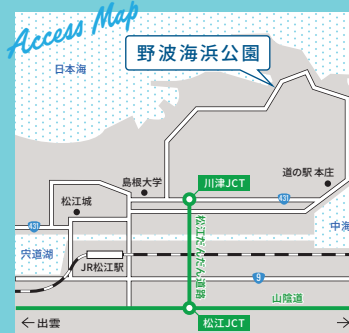 Access Map
野波海浜公園
日本海
道の駅 本庄
島根大学
川津JCT
松江城
431
431
中海
松江だんだん道路
宍道湖
JR松江駅
9
山陰道
←出雲
松江JCT
→